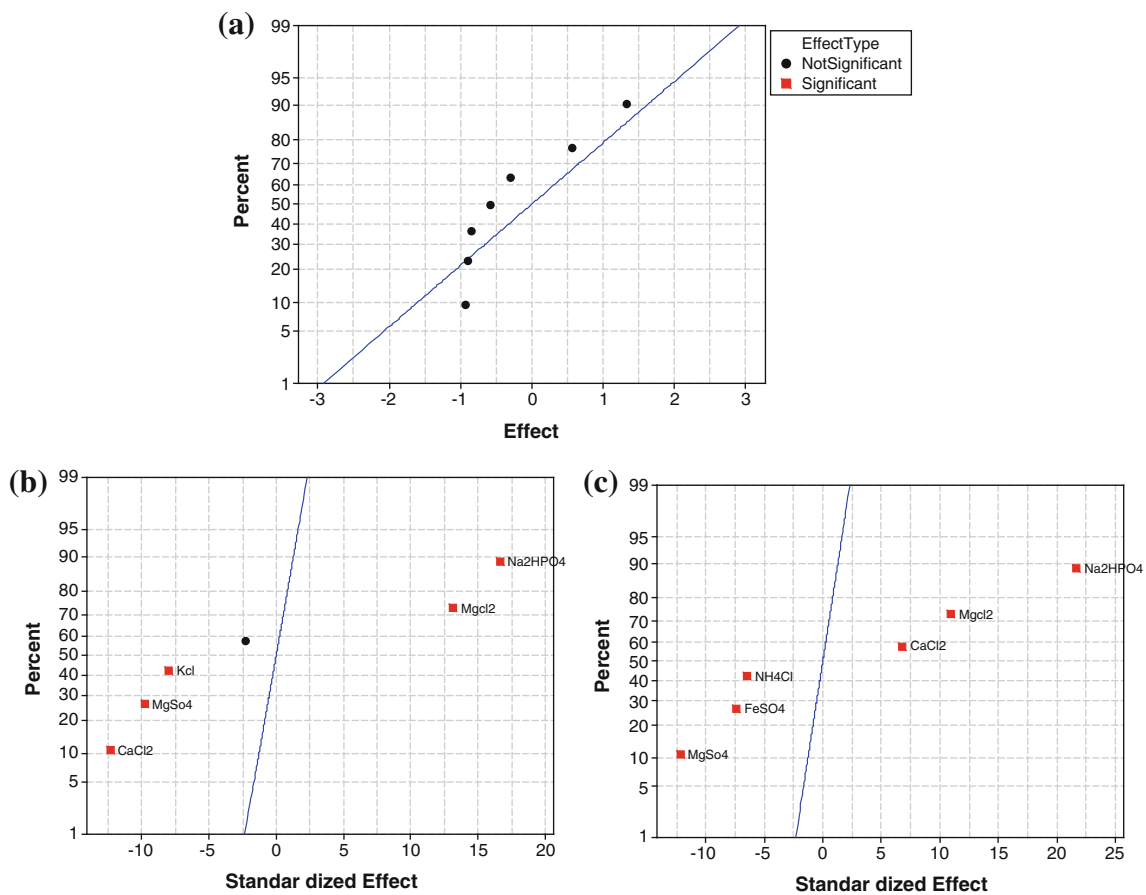 (a)
99
95
90
80
70
60
50
40
30
20
10
5
1
Percent
-3 -2 -1 0 1 2 3
Effect
EffectType
NotSignificant
Significant
(b)
99
95
90
80
70
60
50
40
30
20
10
5
1
Percent
Na2HPO4
Mgcl2
Kcl
MgSo4
CaCl2
-10 -5 0 5 10 15 20
Standar dized Effect
(c)
99
95
90
80
70
60
50
40
30
20
10
5
1
Percent
Na2HPO4
Mgcl2
CaCl2
NH4Cl
FeSO4
MgSo4
-10 -5 0 5 10 15 20 25
Standar dized Effect